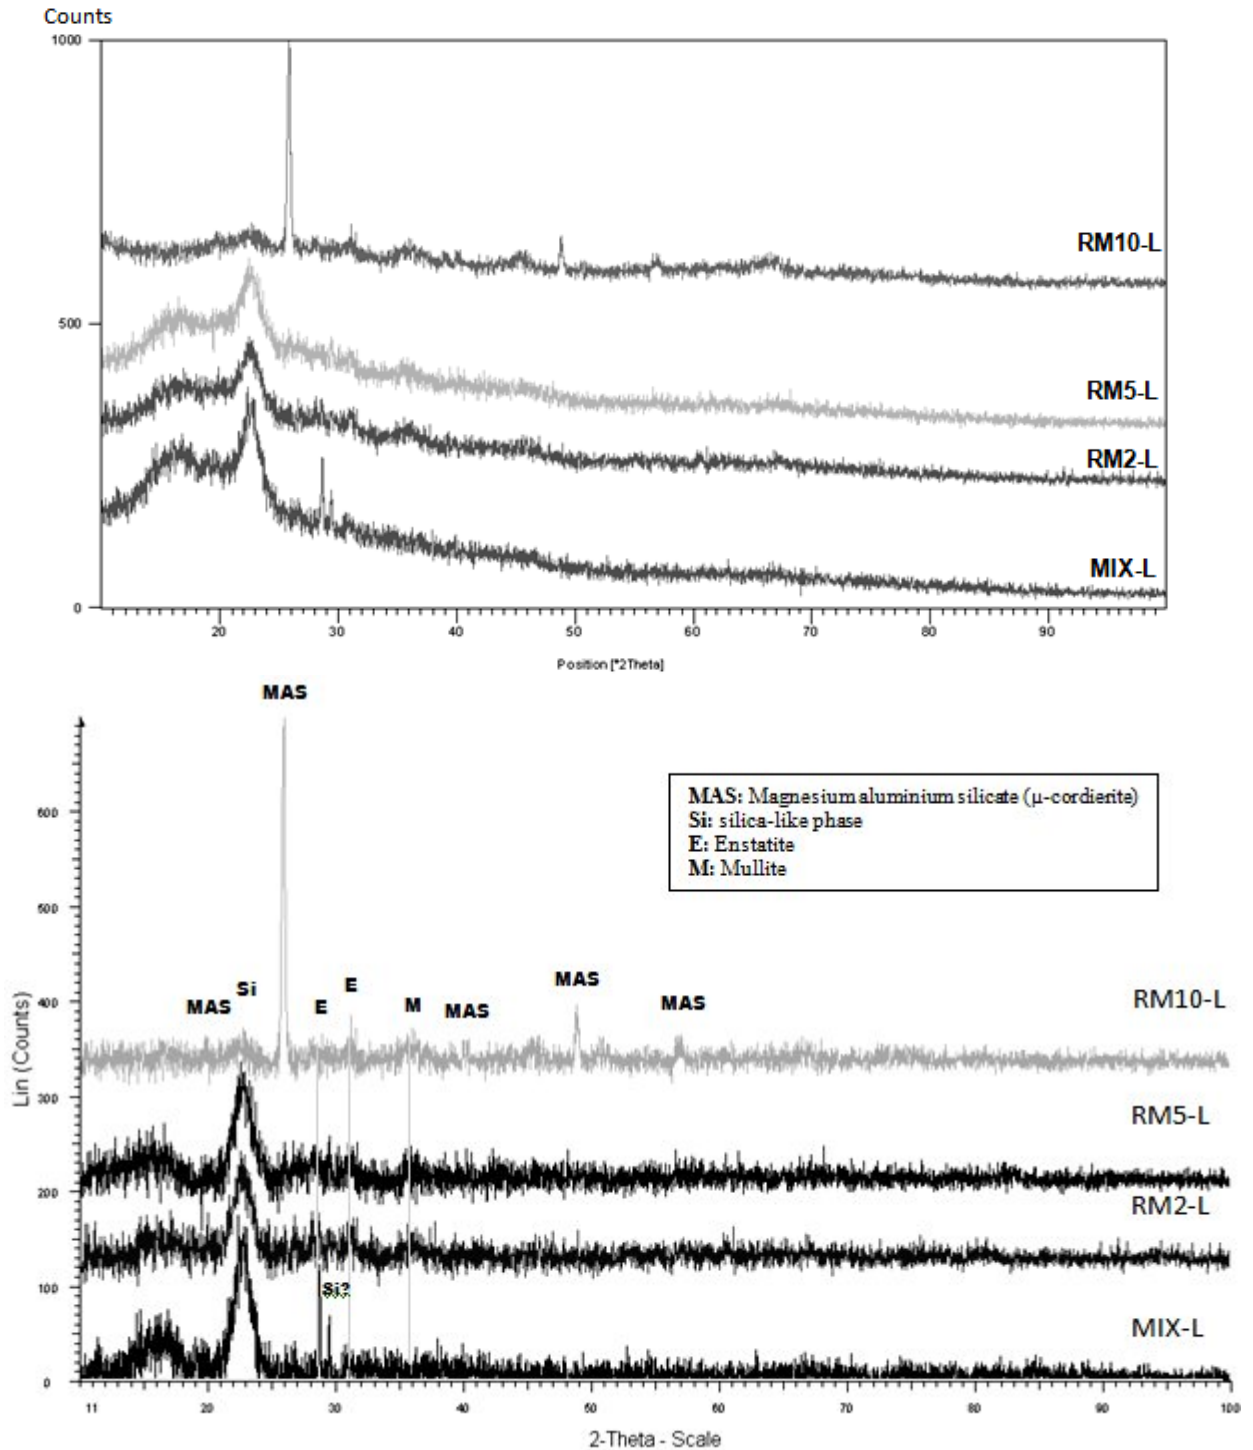 Counts
1000
RM10-L
500
RM5-L
RM2-L
MIX-L
0
20 30 40 50 60 70 80 90
Position [°2Theta]
MAS
MAS: Magnesium aluminium silicate (μ-cordierite)
Si: silica-like phase
E: Enstatite
M: Mullite
600
500
400
MAS Si E E M MAS MAS MAS
RM10-L
Lin (Counts)
300
RM5-L
200
RM2-L
100
Si?
MIX-L
0
11 20 30 40 50 60 70 80 90 100
2-Theta - Scale